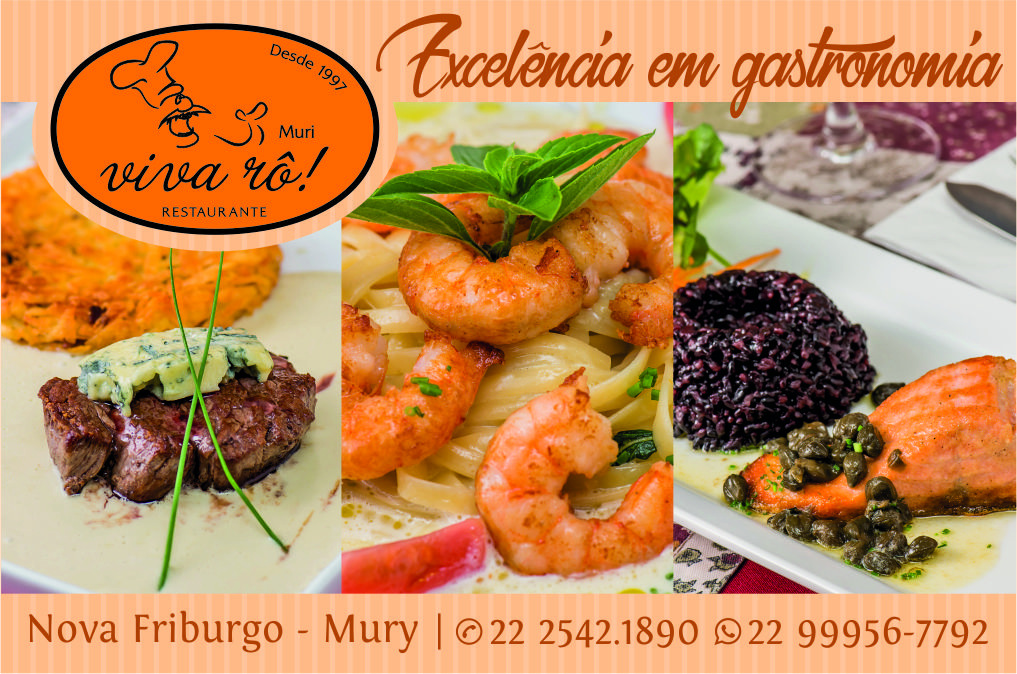 Excelência em gastronomia
Desde 1997
Muri
viva rô!
RESTAURANTE
Nova Friburgo - Mury | 22 2542.1890 22 99956-7792